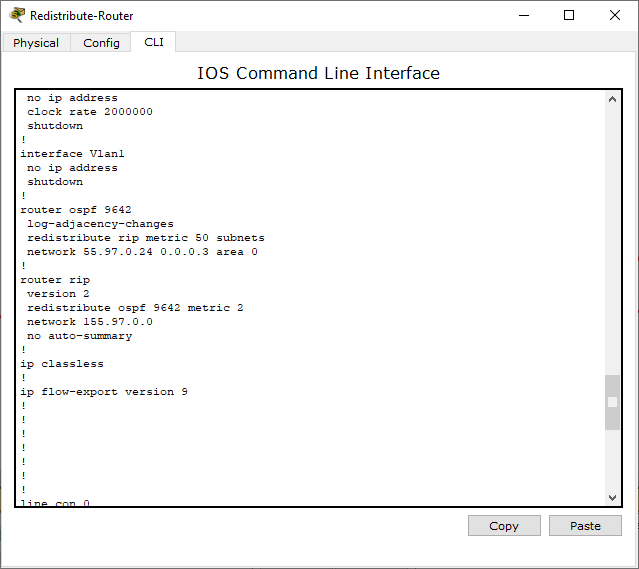 Redistribute-Router
Physical Config CLI
IOS Command Line Interface
no ip address
clock rate 2000000
shutdown
!
interface Vlan1
no ip address
shutdown
!
router ospf 9642
log-adjacency-changes
redistribute rip metric 50 subnets
network 55.97.0.24 0.0.0.3 area 0
!
router rip
version 2
redistribute ospf 9642 metric 2
network 155.97.0.0
no auto-summary
!
ip classless
!
ip flow-export version 9
!
!
!
!
!
!
!
line con 0
Copy Paste